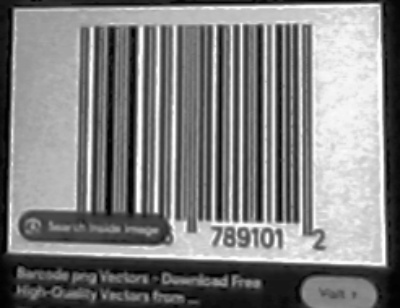 Search inside image
789101 2
Barcode png Vectors - Download Free
High-Quality Vectors from ...
Visit >